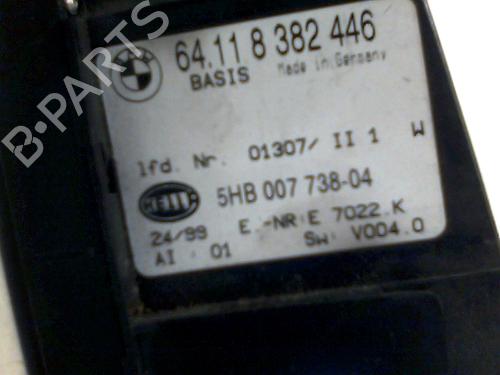 BMW
64.11 8 382 446
BASIS Made in Germany
lfd. Nr. 01307/ II 1 W
HELLA 5HB 007 738-04
24/99 E.-NR:E 7022.K
AI : 01 Sw: V004.0
B-PARTS